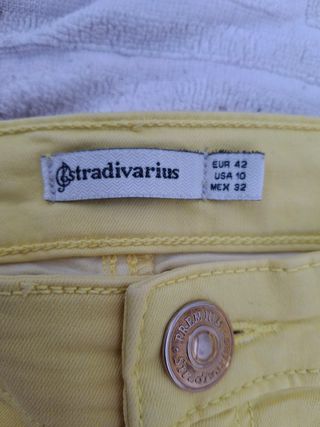 stradivarius
EUR 42
USA 10
MEX 32